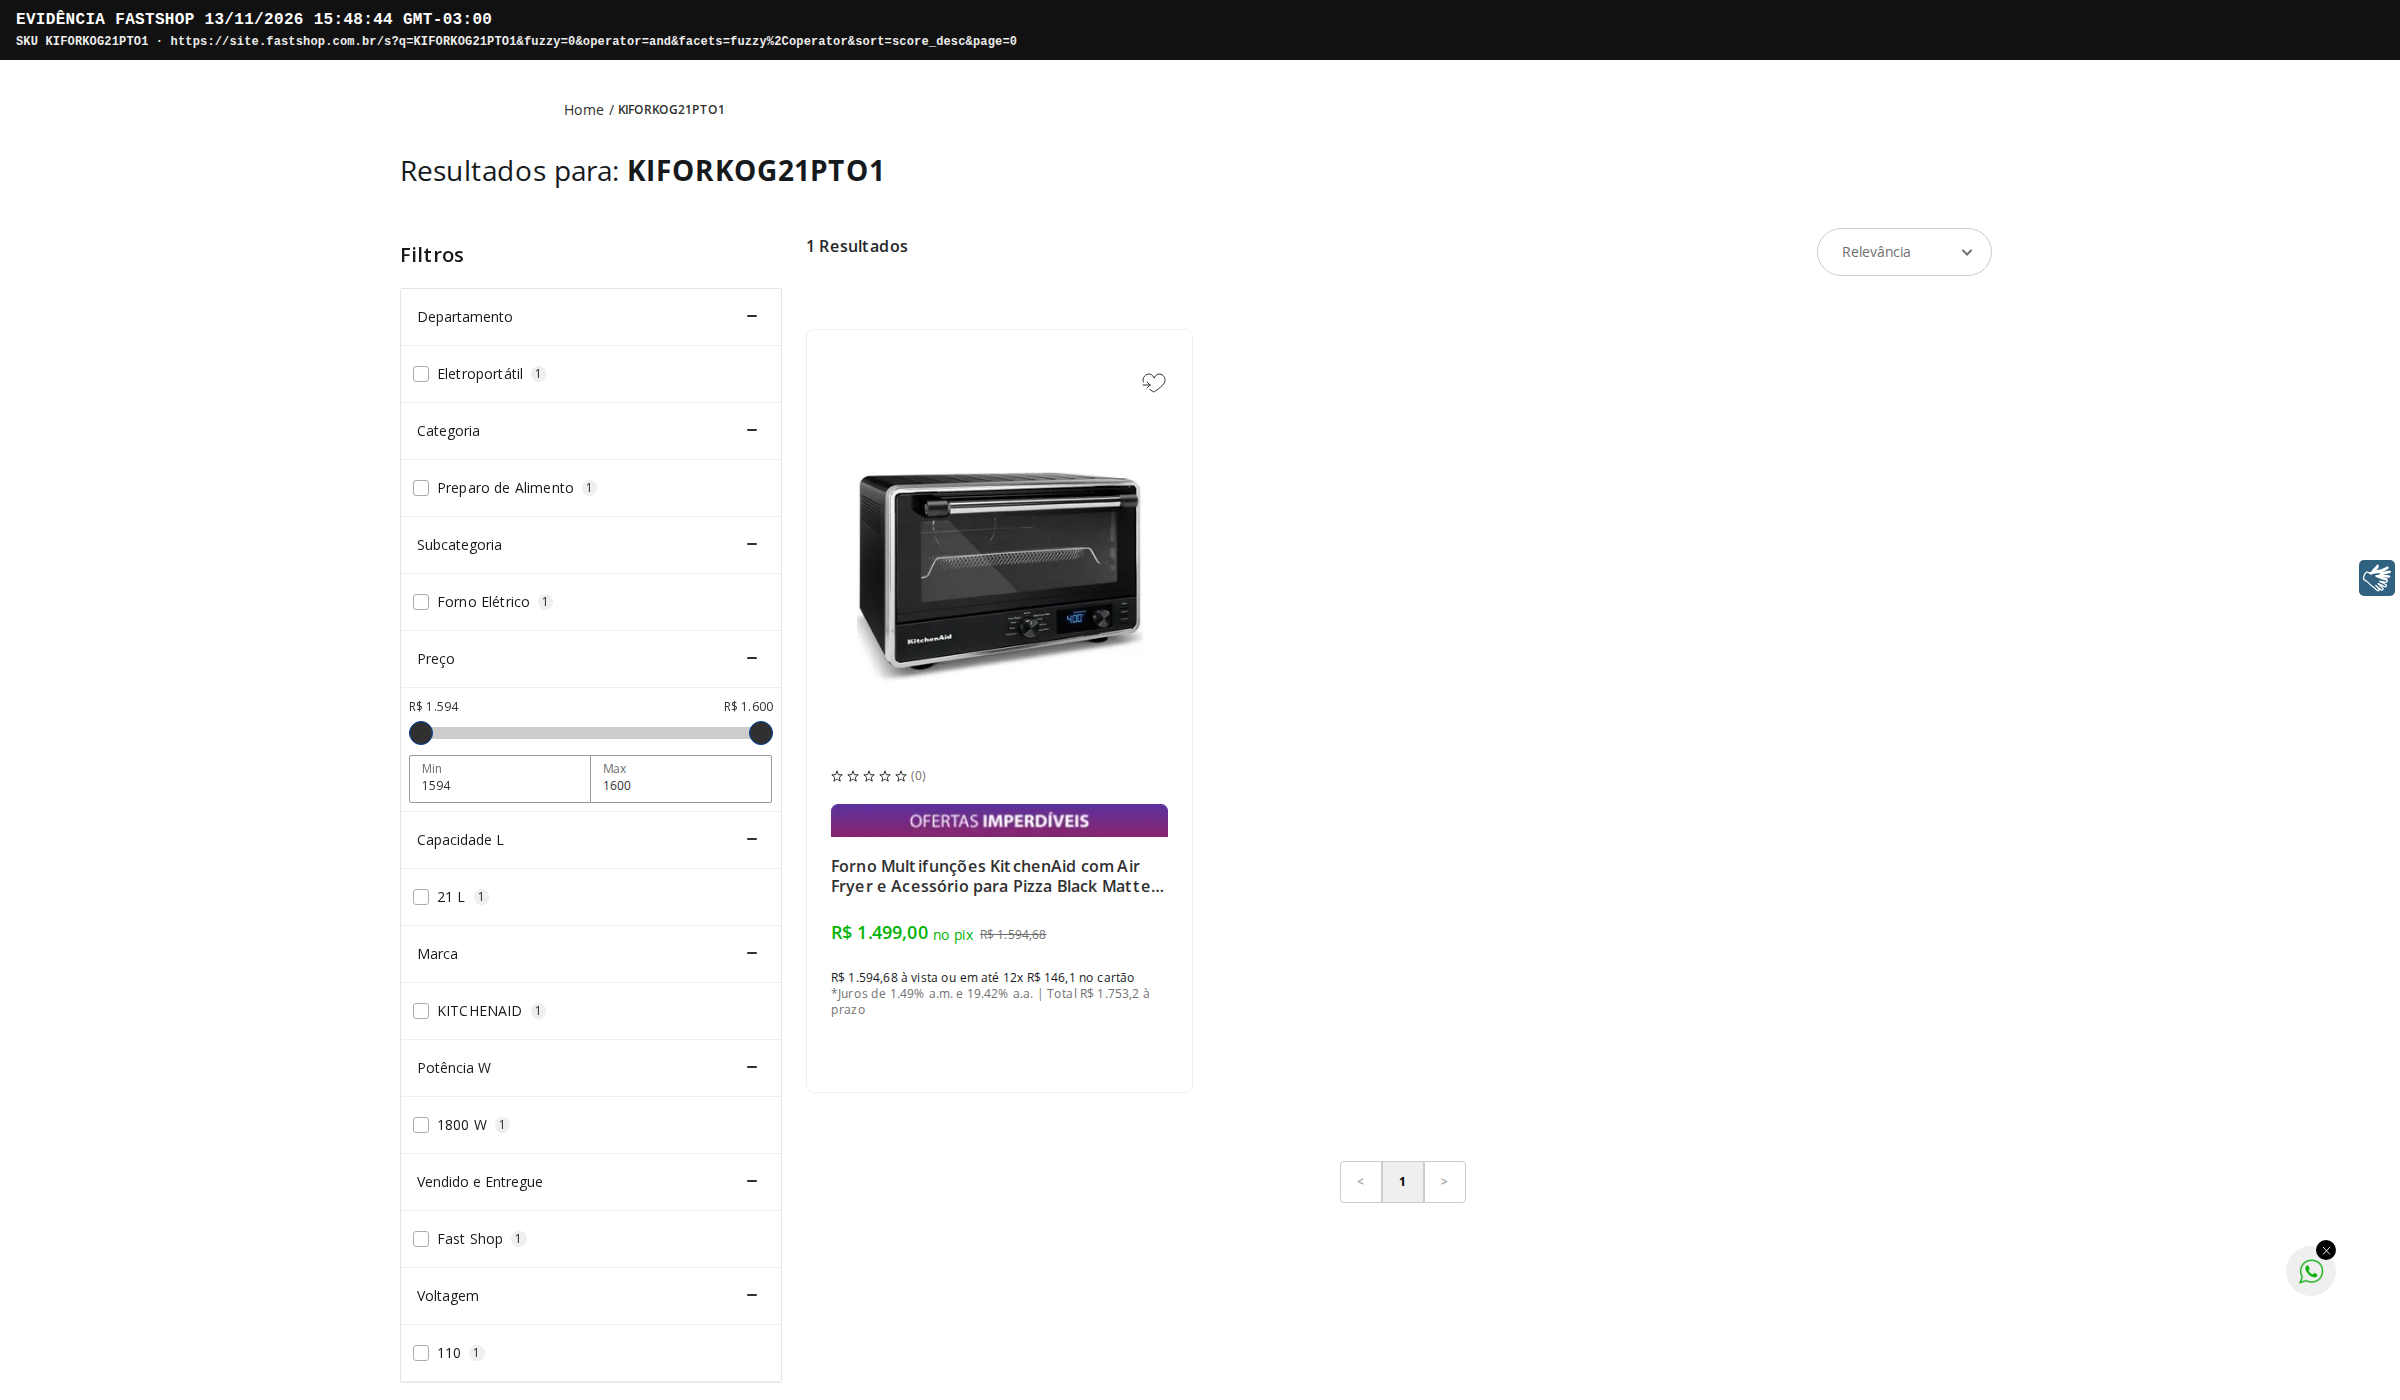 EVIDÊNCIA FASTSHOP 13/11/2026 15:48:44 GMT-03:00
SKU KIFORKOG21PTO1 · https://site.fastshop.com.br/s?q=KIFORKOG21PTO1&fuzzy=0&operator=and&facets=fuzzy%2Coperator&sort=score_desc&page=0
Home / KIFORKOG21PTO1
Resultados para: KIFORKOG21PTO1
Filtros
1 Resultados
Relevância
Departamento
Eletroportátil 1
Categoria
Preparo de Alimento 1
Subcategoria
Forno Elétrico 1
Preço
R$ 1.594 R$ 1.600
Min Max
1594 1600
Capacidade L
21 L 1
Marca
KITCHENAID 1
Potência W
1800 W 1
Vendido e Entregue
Fast Shop 1
Voltagem
110 1
KitchenAid
400
(0)
OFERTAS IMPERDÍVEIS
Forno Multifunções KitchenAid com Air
Fryer e Acessório para Pizza Black Matte...
R$ 1.499,00 no pix R$ 1.594,68
R$ 1.594,68 à vista ou em até 12x R$ 146,1 no cartão
*Juros de 1.49% a.m. e 19.42% a.a. | Total R$ 1.753,2 à
prazo
< 1 >